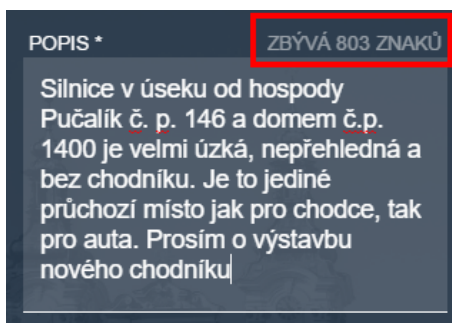 POPIS * ZBÝVÁ 803 ZNAKŮ
Silnice v úseku od hospody
Pučalík č. p. 146 a domem č.p.
1400 je velmi úzká, nepřehledná a
bez chodníku. Je to jediné
průchozí místo jak pro chodce, tak
pro auta. Prosím o výstavbu
nového chodníku